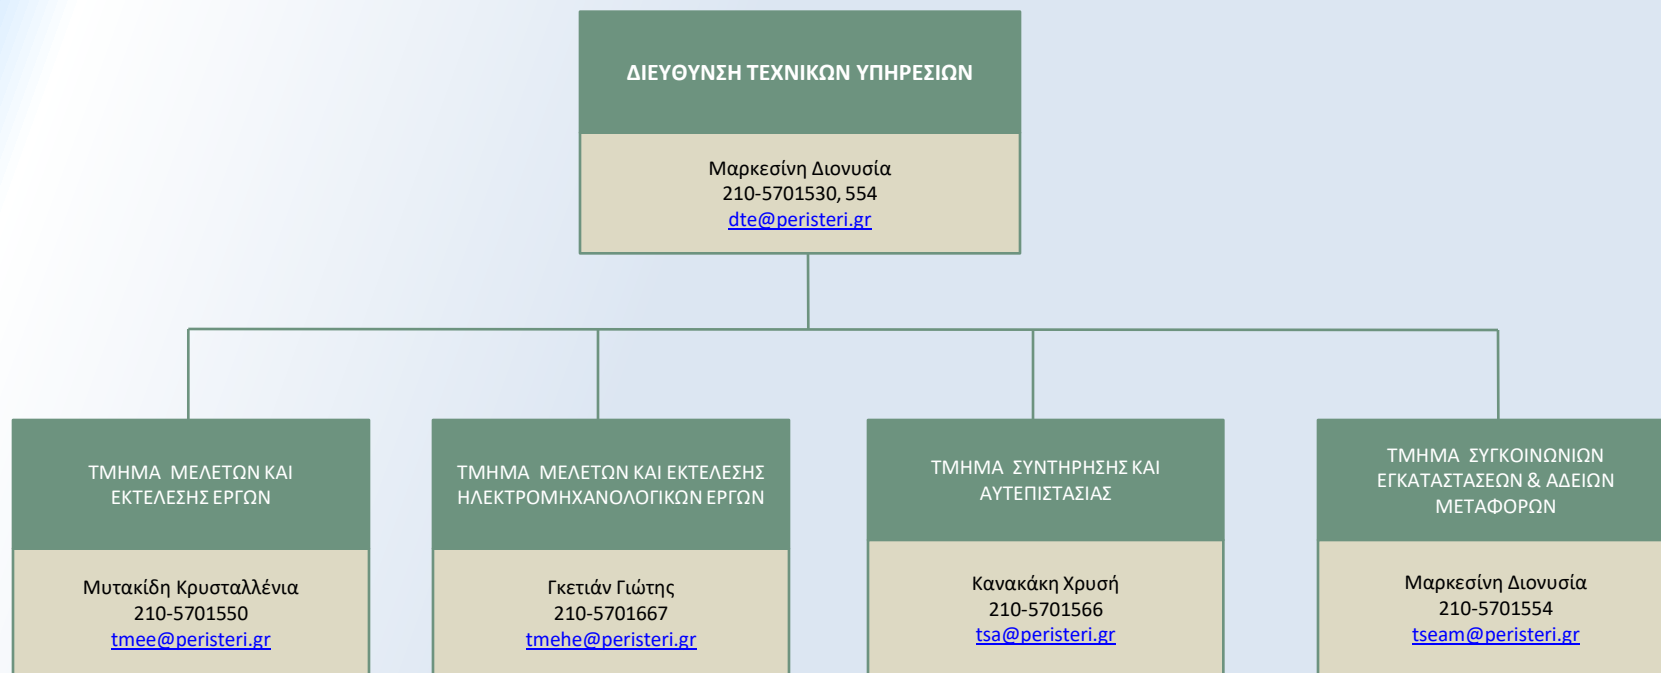 ΔΙΕΥΘΥΝΣΗ ΤΕΧΝΙΚΩΝ ΥΠΗΡΕΣΙΩΝ
Μαρκεσίνη Διονυσία
210-5701530, 554
dte@peristeri.gr
ΤΜΗΜΑ ΜΕΛΕΤΩΝ ΚΑΙ
ΕΚΤΕΛΕΣΗΣ ΕΡΓΩΝ
Μυτακίδη Κρυσταλλένια
210-5701550
tmee@peristeri.gr
ΤΜΗΜΑ ΜΕΛΕΤΩΝ ΚΑΙ ΕΚΤΕΛΕΣΗΣ
ΗΛΕΚΤΡΟΜΗΧΑΝΟΛΟΓΙΚΩΝ ΕΡΓΩΝ
Γκετιάν Γιώτης
210-5701667
tmehe@peristeri.gr
ΤΜΗΜΑ ΣΥΝΤΗΡΗΣΗΣ ΚΑΙ
ΑΥΤΕΠΙΣΤΑΣΙΑΣ
Κανακάκη Χρυσή
210-5701566
tsa@peristeri.gr
ΤΜΗΜΑ ΣΥΓΚΟΙΝΩΝΙΩΝ
ΕΓΚΑΤΑΣΤΑΣΕΩΝ & ΑΔΕΙΩΝ
ΜΕΤΑΦΟΡΩΝ
Μαρκεσίνη Διονυσία
210-5701554
tseam@peristeri.gr